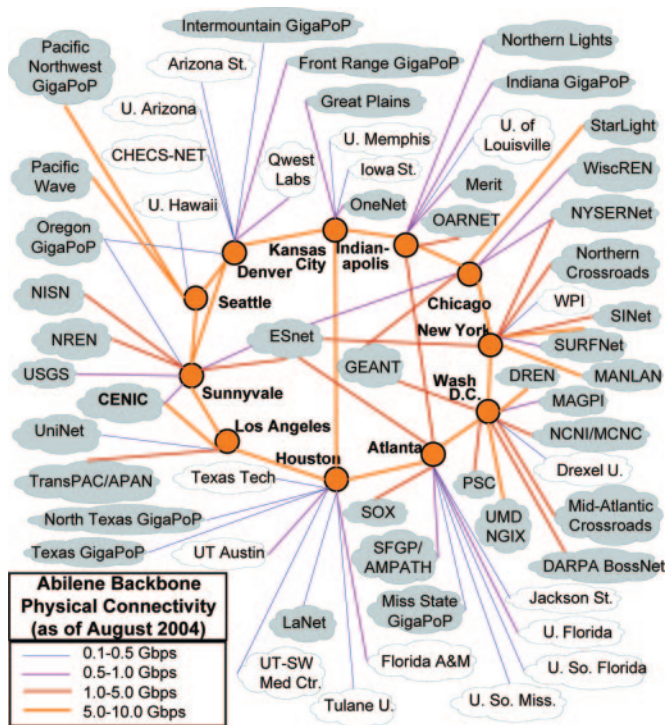 Intermountain GigaPoP
Pacific
Northwest
GigaPoP
Arizona St.
Front Range GigaPoP
Northern Lights
U. Arizona
Great Plains
Indiana GigaPoP
CHECS-NET
Qwest
Labs
U. Memphis
U. of
Louisville
StarLight
Pacific
Wave
Iowa St.
Merit
WiscREN
U. Hawaii
OneNet
OARNET
NYSERNet
Oregon
GigaPoP
Denver
Kansas
City
Indian-
apolis
Northern
Crossroads
NISN
Seattle
Chicago
WPI
NREN
ESnet
New York
SINet
SURFNet
USGS
Sunnyvale
GEANT
Wash
D.C.
DREN
MANLAN
CENIC
MAGPI
UniNet
Los Angeles
Atlanta
NCNI/MCNC
Houston
Drexel U.
TransPAC/APAN
Texas Tech
PSC
North Texas GigaPoP
SOX
UMD
NGIX
Mid-Atlantic
Crossroads
Texas GigaPoP
UT Austin
SFGP/
AMPATH
DARPA BossNet
Abilene Backbone
Physical Connectivity
(as of August 2004)
0.1-0.5 Gbps
0.5-1.0 Gbps
1.0-5.0 Gbps
5.0-10.0 Gbps
LaNet
Miss State
GigaPoP
Jackson St.
U. Florida
UT-SW
Med Ctr.
Florida A&M
U. So. Florida
Tulane U.
U. So. Miss.